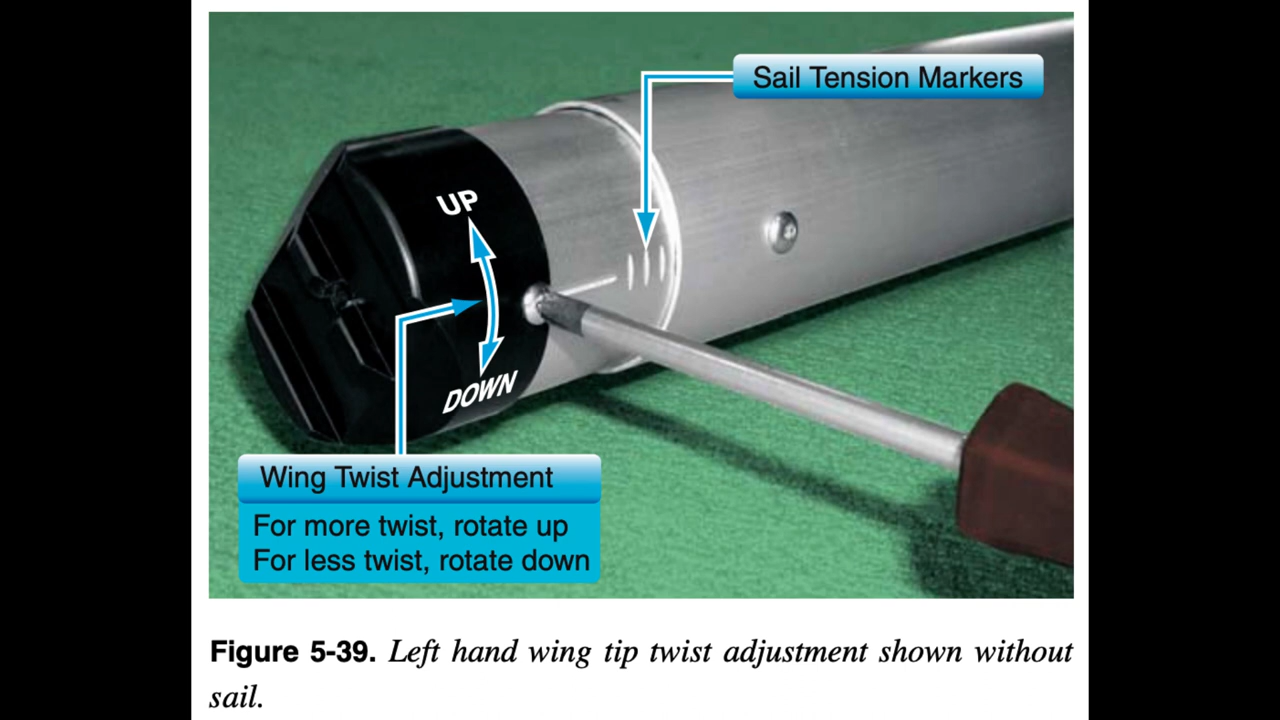 Sail Tension Markers
UP
DOWN
Wing Twist Adjustment
For more twist, rotate up
For less twist, rotate down
Figure 5-39. Left hand wing tip twist adjustment shown without
sail.